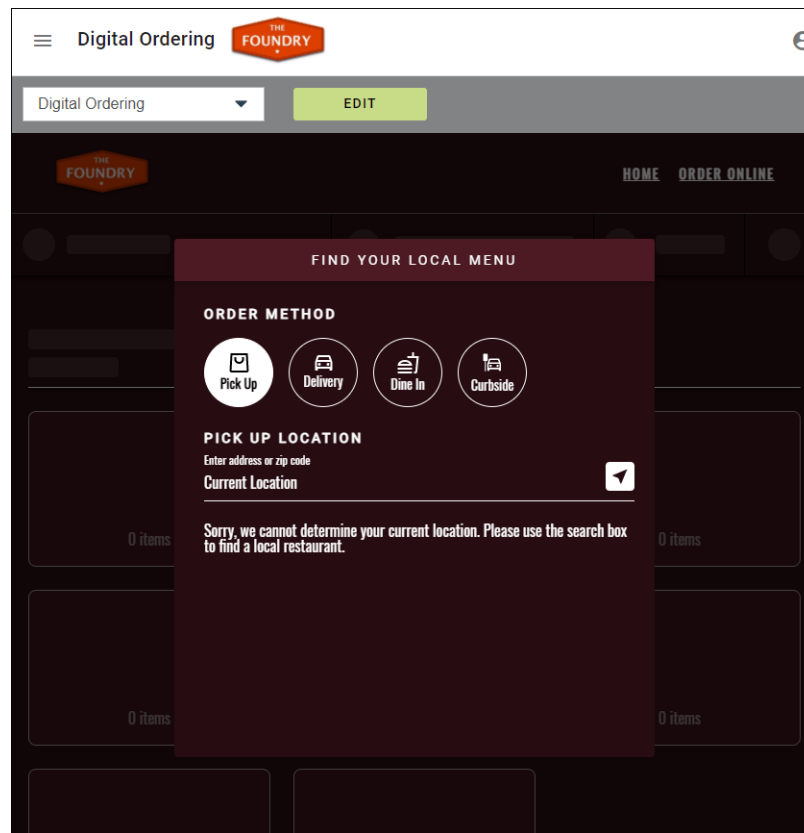 Digital Ordering
THE
FOUNDRY
Digital Ordering
EDIT
THE
FOUNDRY
HOME ORDER ONLINE
FIND YOUR LOCAL MENU
ORDER METHOD
Pick Up Delivery Dine In Curbside
PICK UP LOCATION
Enter address or zip code
Current Location
Sorry, we cannot determine your current location. Please use the search box
to find a local restaurant.
0 items 0 items
0 items 0 items